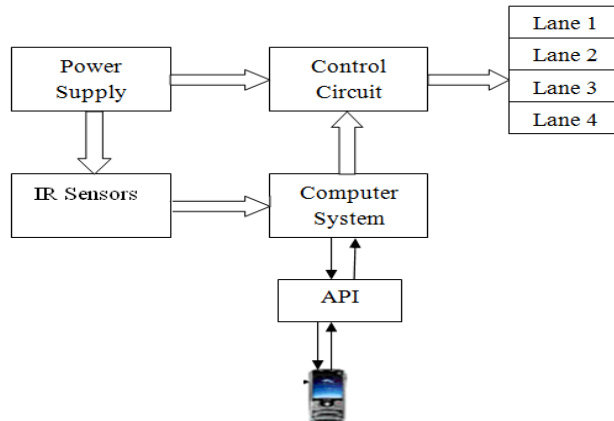 Power
Supply
Control
Circuit
Lane 1
Lane 2
Lane 3
Lane 4
IR Sensors
Computer
System
API